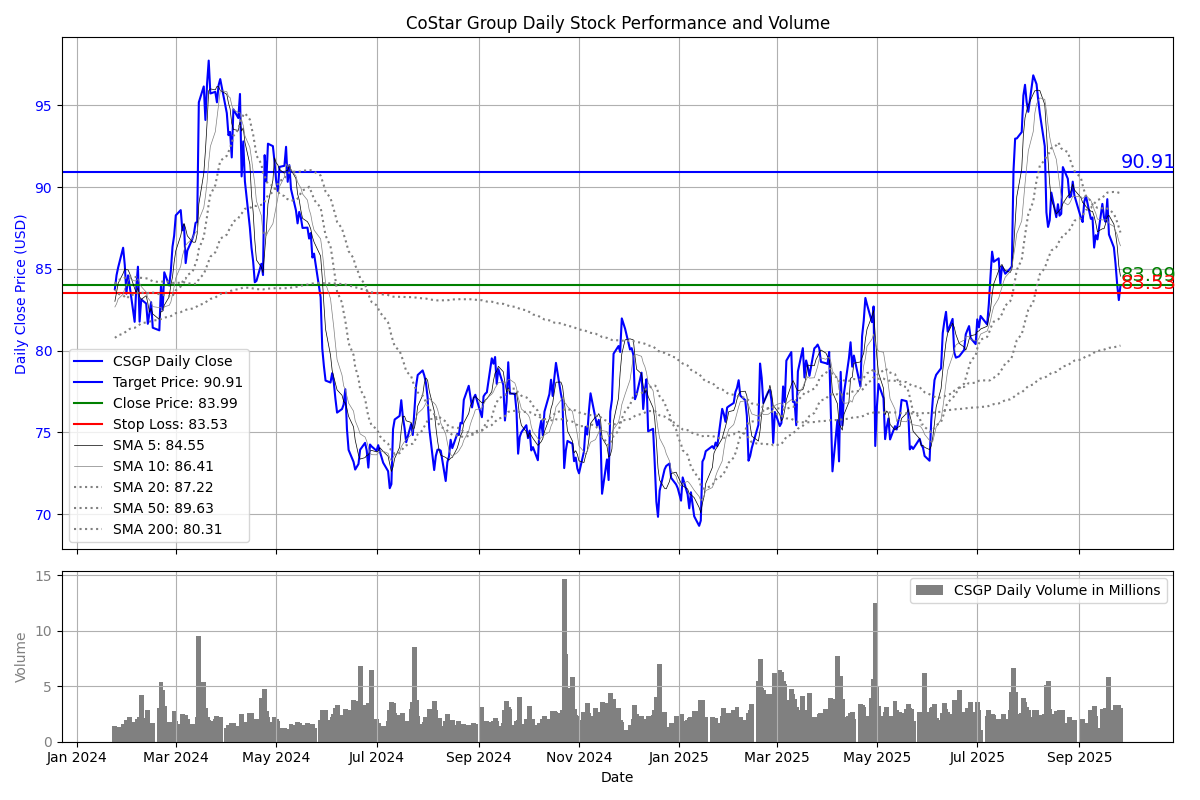 CoStar Group Daily Stock Performance and Volume
Daily Close Price (USD)
95
90
85
80
75
70
90.91
83.99
83.53
CSGP Daily Close
Target Price: 90.91
Close Price: 83.99
Stop Loss: 83.53
SMA 5: 84.55
SMA 10: 86.41
SMA 20: 87.22
SMA 50: 89.63
SMA 200: 80.31
Volume
15
10
5
0
CSGP Daily Volume in Millions
Jan 2024 Mar 2024 May 2024 Jul 2024 Sep 2024 Nov 2024 Jan 2025 Mar 2025 May 2025 Jul 2025 Sep 2025
Date